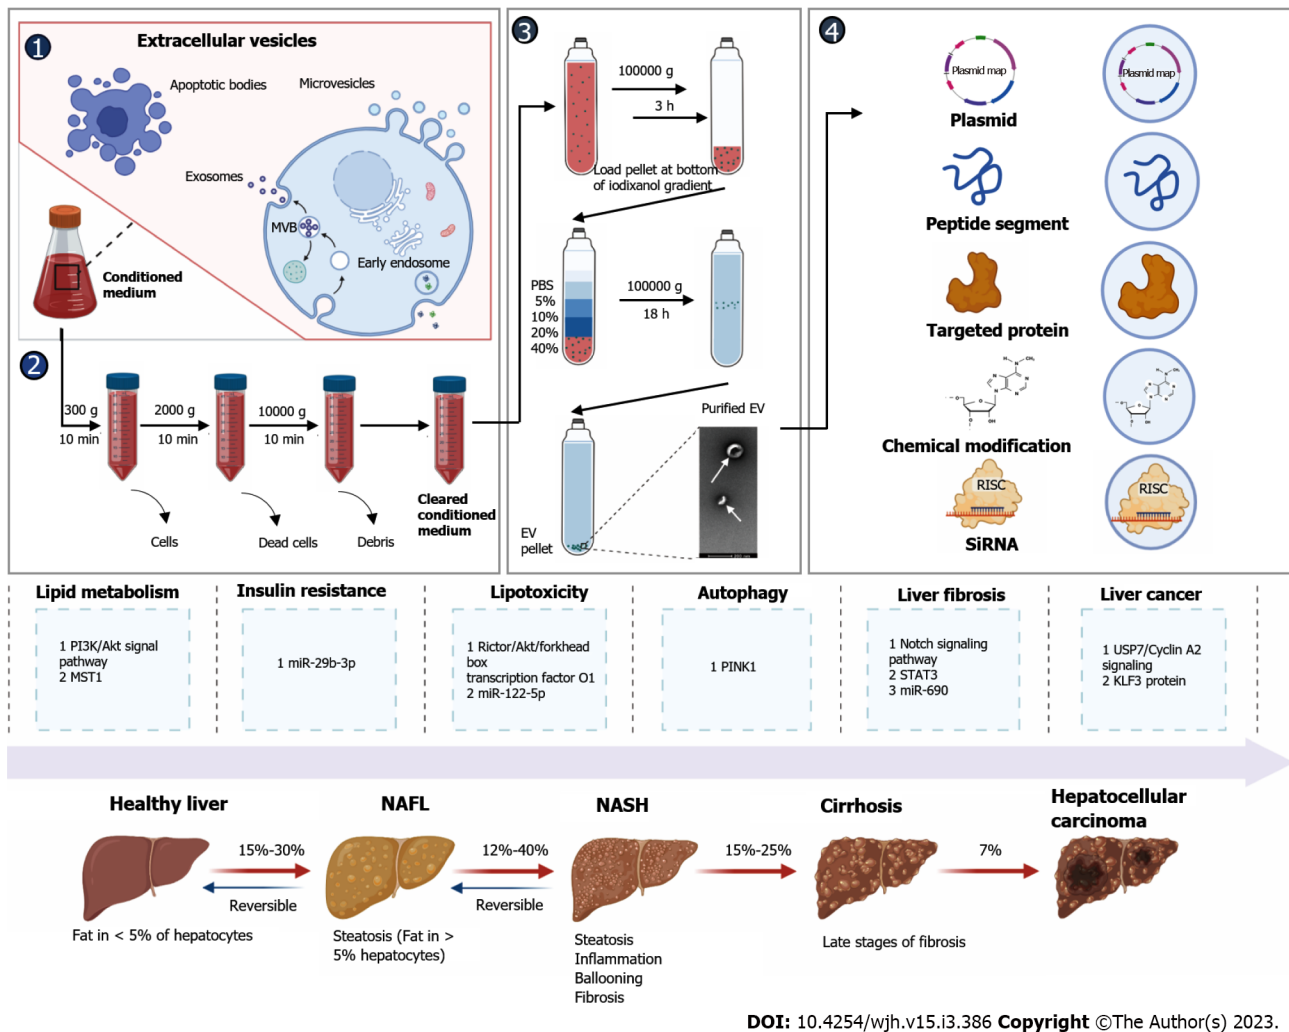 1
Extracellular vesicles
Apoptotic bodies
Microvesicles
Exosomes
MVB
Early endosome
Conditioned
medium
2
300 g
10 min
2000 g
10 min
10000 g
10 min
Cells
Dead cells
Debris
Cleared
conditioned
medium
3
100000 g
3 h
Load pellet at bottom
of iodixanol gradient
PBS
5%
10%
20%
40%
100000 g
18 h
Purified EV
EV
pellet
4
Plasmid map
Plasmid map
Plasmid
Peptide segment
Targeted protein
Chemical modification
RISC
RISC
SiRNA
Lipid metabolism
1 PI3K/Akt signal
pathway
2 MST1
Insulin resistance
1 miR-29b-3p
Lipotoxicity
1 Rictor/Akt/forkhead
box
transcription factor O1
2 miR-122-5p
Autophagy
1 PINK1
Liver fibrosis
1 Notch signaling
pathway
2 STAT3
3 miR-690
Liver cancer
1 USP7/Cyclin A2
signaling
2 KLF3 protein
Healthy liver
NAFL
NASH
Cirrhosis
Hepatocellular
carcinoma
15%-30%
Reversible
12%-40%
Reversible
15%-25%
7%
Fat in < 5% of hepatocytes
Steatosis (Fat in >
5% hepatocytes)
Steatosis
Inflammation
Ballooning
Fibrosis
Late stages of fibrosis
DOI: 10.4254/wjh.v15.i3.386 Copyright ©The Author(s) 2023.